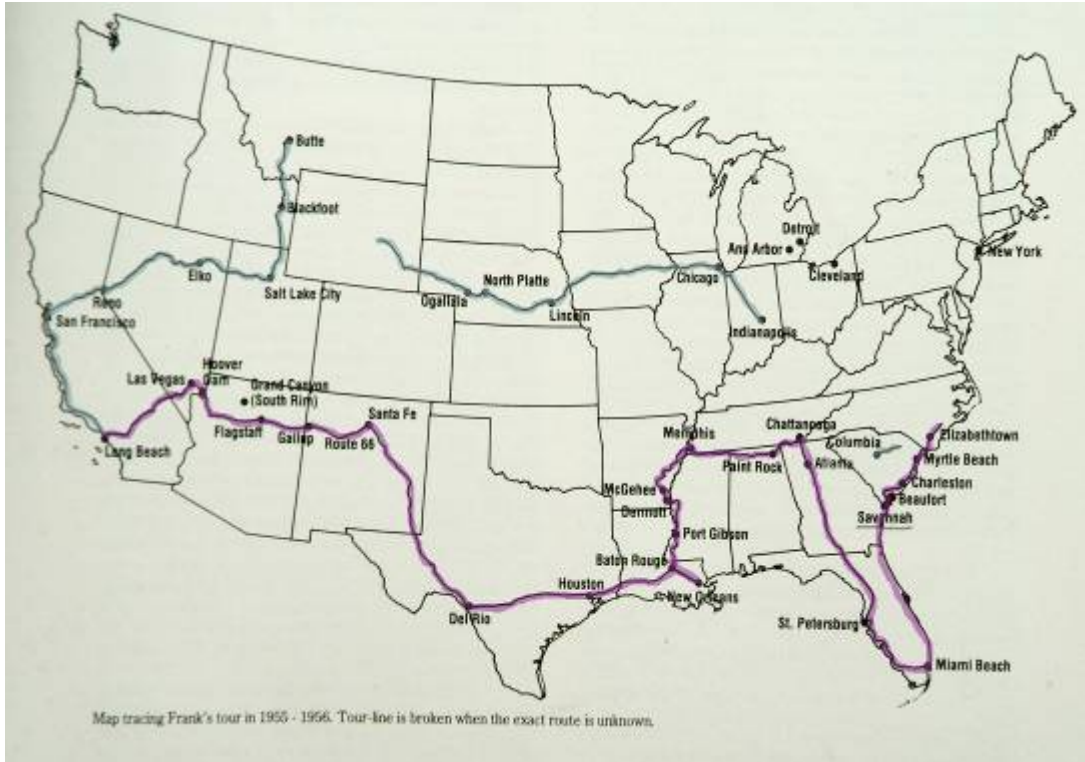 Butte
Blackfoot
Detroit
Ann Arbor
New York
Elko
Salt Lake City
North Platte
Ogallala
Chicago
Cleveland
Reno
San Francisco
Lincoln
Indianapolis
Las Vegas
Hoover
Dam
Grand Canyon
(South Rim)
Long Beach
Flagstaff
Gallup
Route 66
Santa Fe
Memphis
Chattanooga
Columbia
Elizabethtown
Paint Rock
Atlanta
Myrtle Beach
McGehee
Dermott
Charleston
Beaufort
Savannah
Port Gibson
Baton Rouge
Houston
New Orleans
Del Rio
St. Petersburg
Miami Beach
Map tracing Frank's tour in 1955 - 1956. Tour-line is broken when the exact route is unknown.